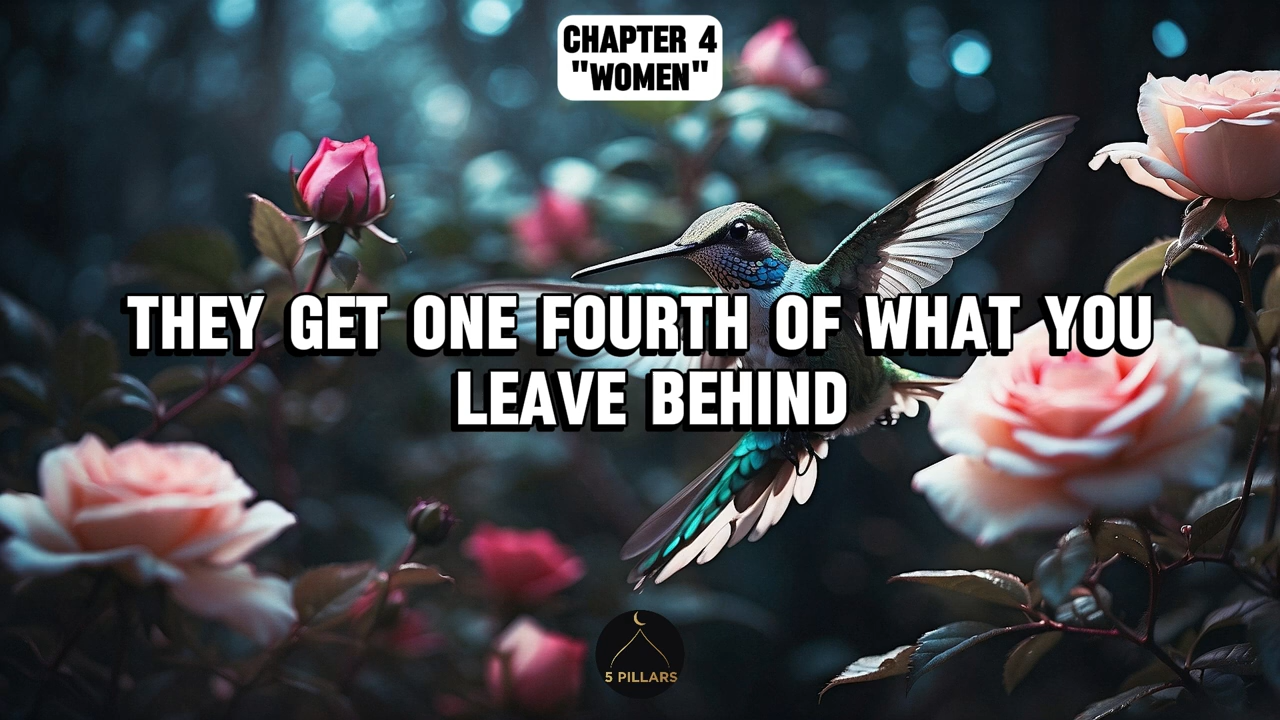 CHAPTER 4
"WOMEN"
THEY GET ONE FOURTH OF WHAT YOU
LEAVE BEHIND
5 PILLARS